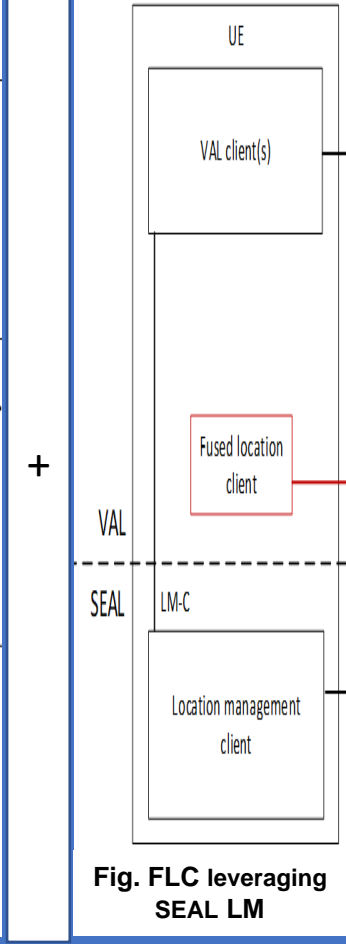 UE
VAL client(s)
+
Fused location
client
VAL
SEAL
LM-C
Location management
client
Fig. FLC leveraging
SEAL LM